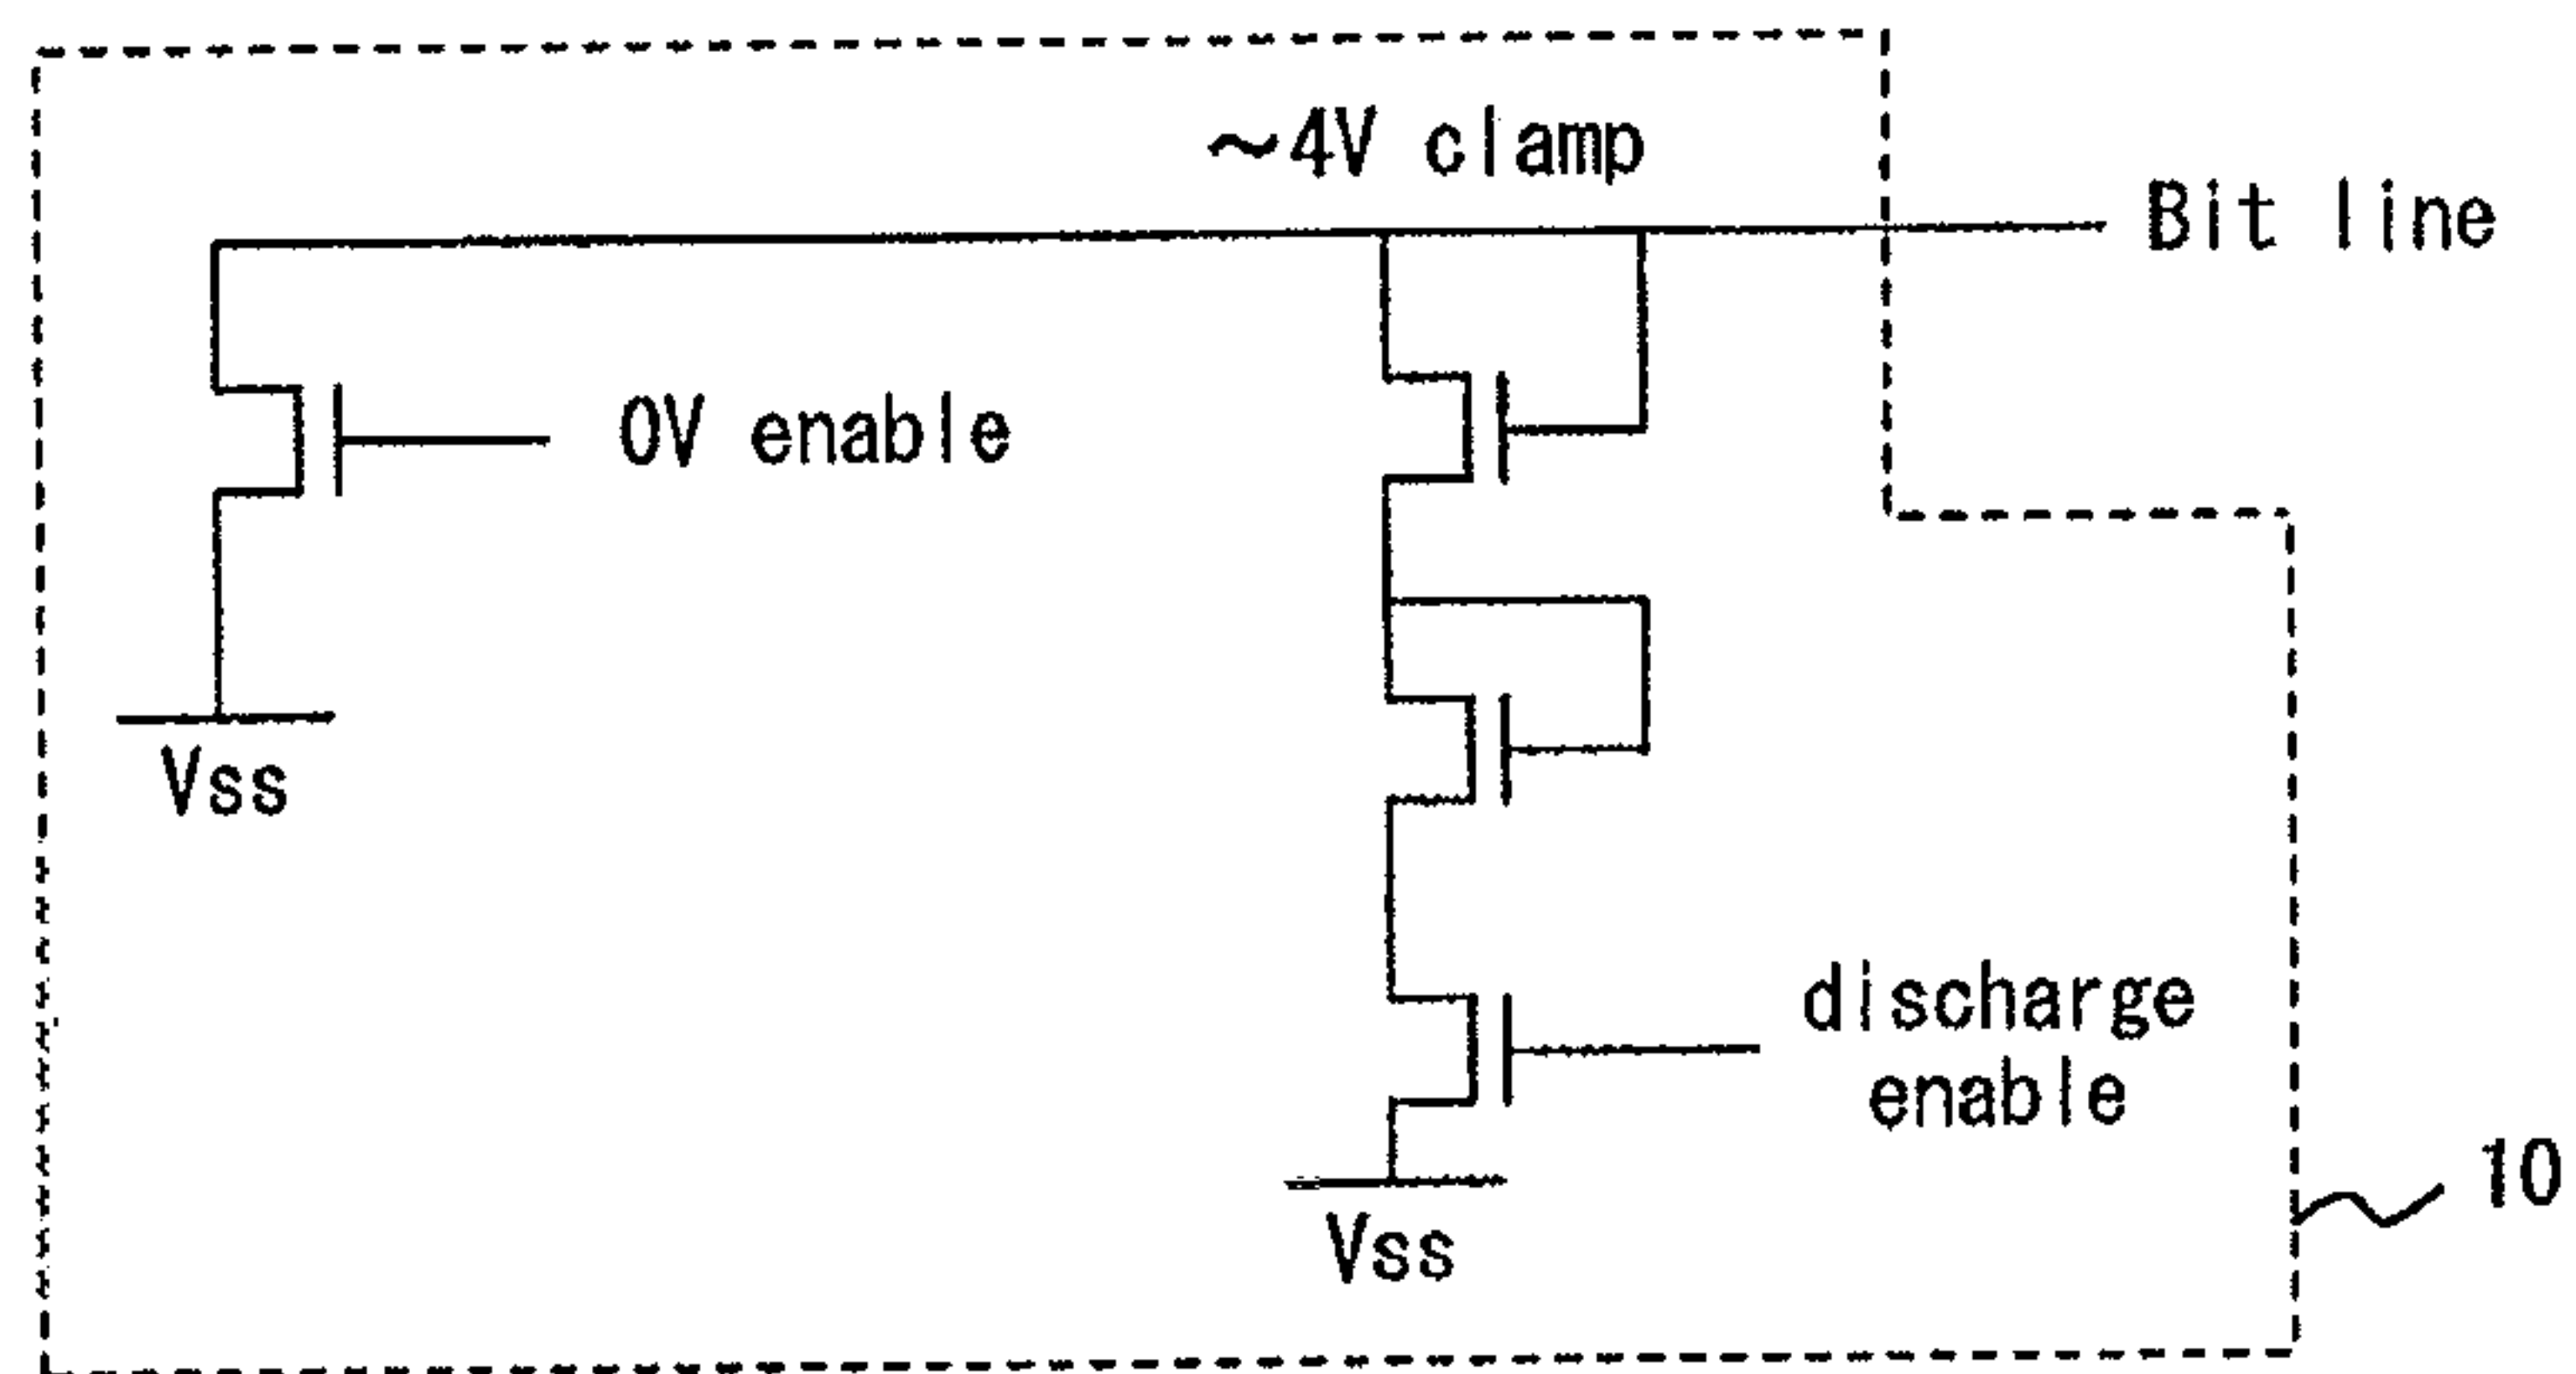 ~4V clamp
Bit line
0V enable
Vss
discharge
enable
10
Vss